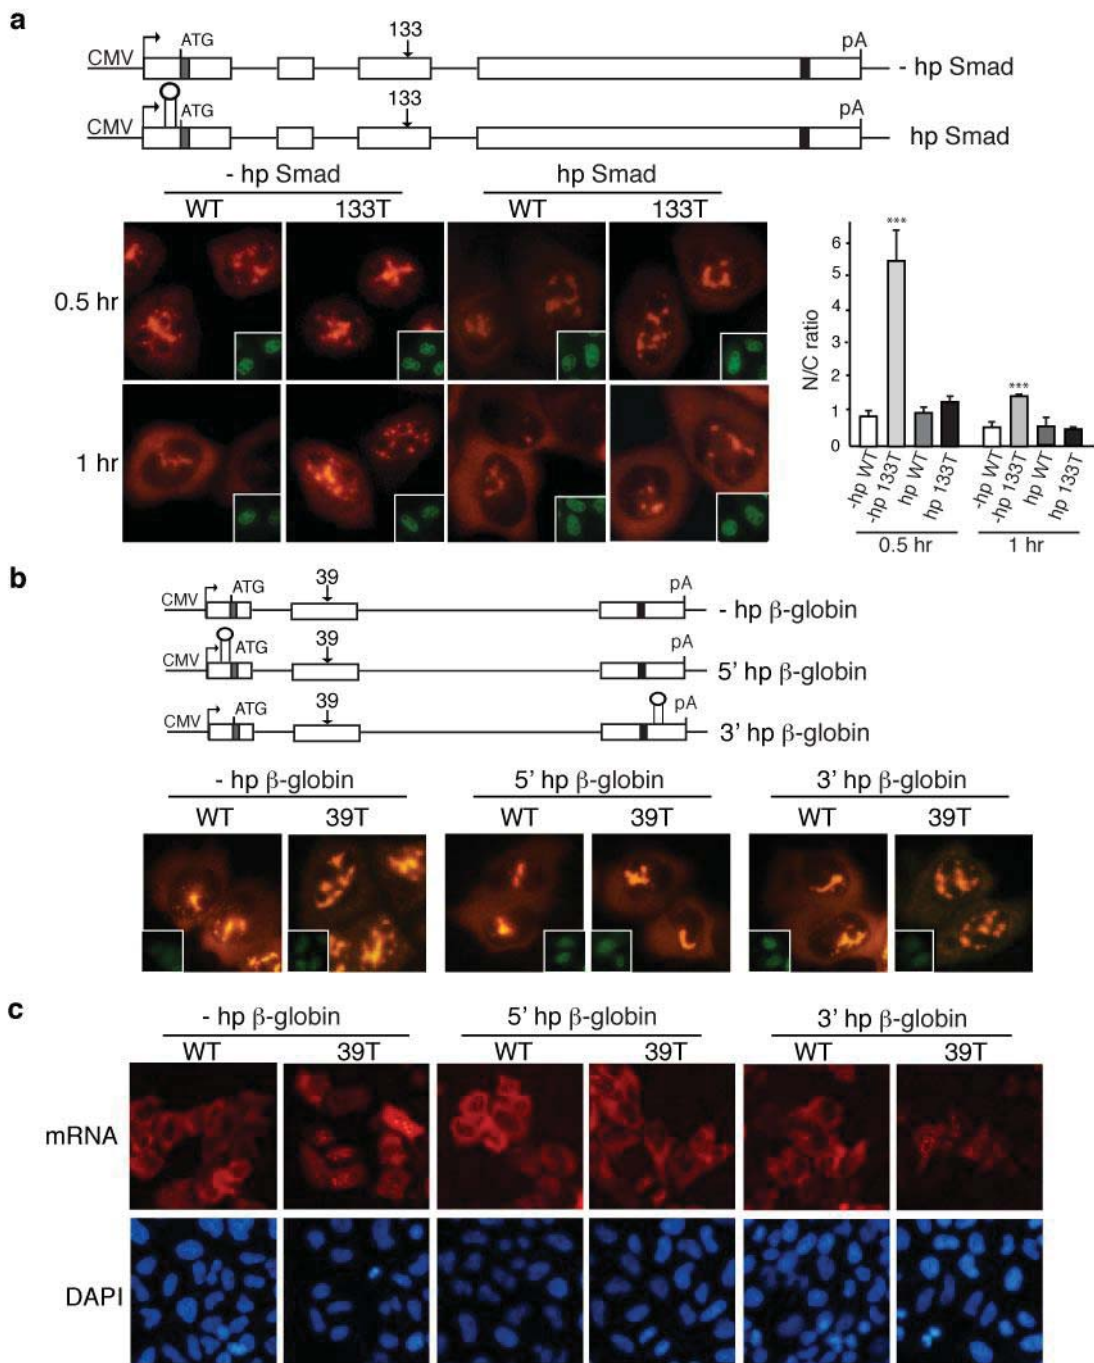 a
133
CMV ATG pA - hp Smad
133
CMV ATG pA hp Smad
- hp Smad hp Smad
WT 133T WT 133T
0.5 hr
1 hr
N/C ratio
6
5
4
3
2
1
0
***
***
-hp WT -hp 133T hp WT hp 133T -hp WT -hp 133T hp WT hp 133T
0.5 hr 1 hr
b
39
CMV ATG pA - hp β-globin
39
CMV ATG pA 5' hp β-globin
39
CMV ATG pA 3' hp β-globin
- hp β-globin 5' hp β-globin 3' hp β-globin
WT 39T WT 39T WT 39T
c
- hp β-globin 5' hp β-globin 3' hp β-globin
WT 39T WT 39T WT 39T
mRNA
DAPI